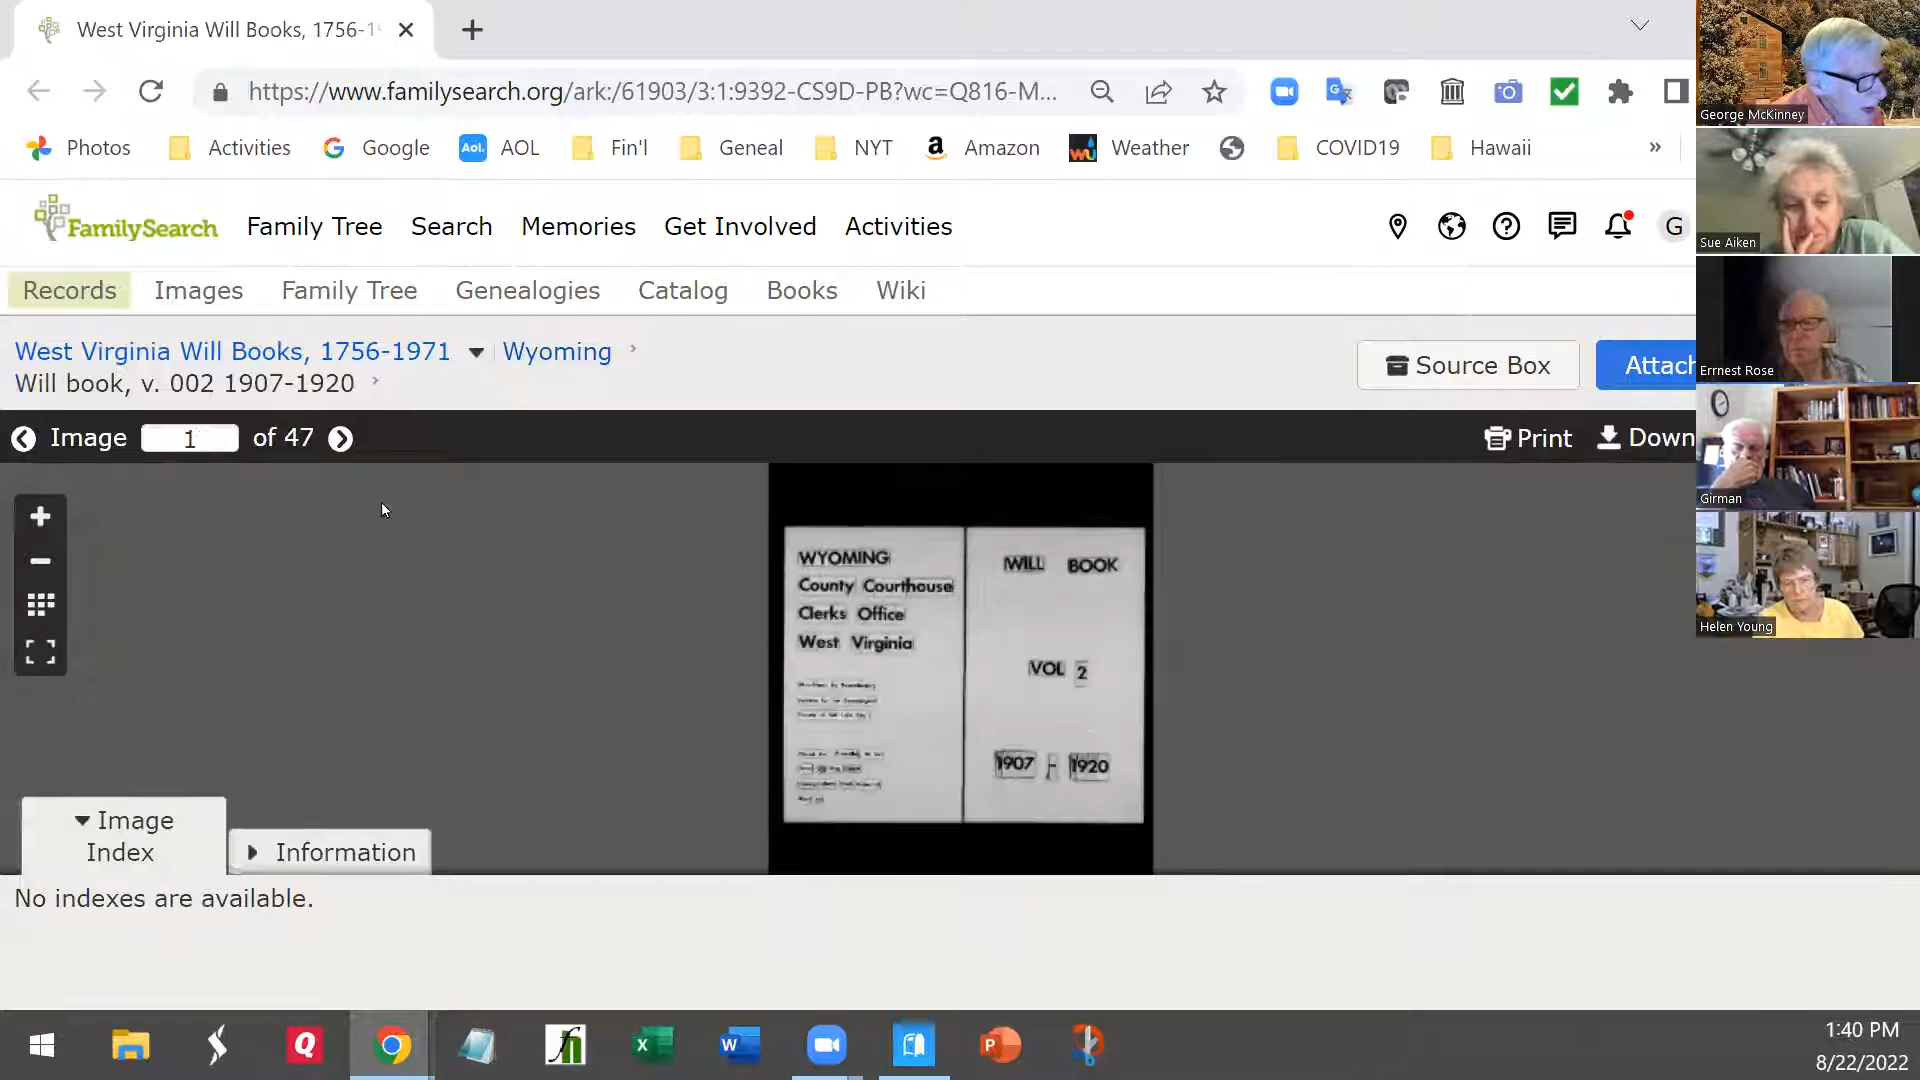 West Virginia Will Books, 1756-1
https://www.familysearch.org/ark:/61903/3:1:9392-CS9D-PB?wc=Q816-M...
Photos Activities Google AOL Fin'l Geneal NYT Amazon Weather COVID19 Hawaii »
FamilySearch Family Tree Search Memories Get Involved Activities G
Records Images Family Tree Genealogies Catalog Books Wiki
West Virginia Will Books, 1756-1971 Wyoming
Will book, v. 002 1907-1920
Source Box Attach
Image 1 of 47 Print Down
WYOMING
County Courthouse
Clerks Office
West Virginia
WILL BOOK
VOL 2
1907 - 1920
Image
Index
Information
No indexes are available.
George McKinney
Sue Aiken
Errnest Rose
Girman
Helen Young
1:40 PM
8/22/2022